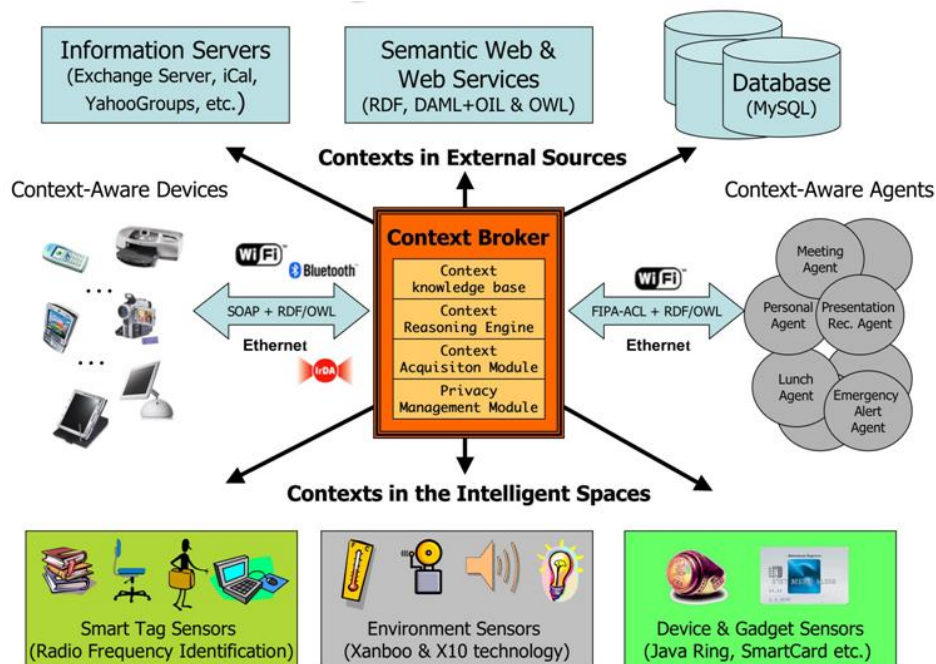 Information Servers
(Exchange Server, iCal,
YahooGroups, etc.)
Semantic Web &
Web Services
(RDF, DAML+OIL & OWL)
Database
(MySQL)
Contexts in External Sources
Context-Aware Devices
Context-Aware Agents
Context Broker
Context
knowledge base
Context
Reasoning Engine
Context
Acquisiton Module
Privacy
Management Module
WiFi
Bluetooth™
SOAP + RDF/OWL
Ethernet
IrDA
WiFi™
FIPA-ACL + RDF/OWL
Ethernet
Meeting
Agent
Personal
Agent
Presentation
Rec. Agent
Lunch
Agent
Emergency
Alert
Agent
Contexts in the Intelligent Spaces
Smart Tag Sensors
(Radio Frequency Identification)
Environment Sensors
(Xanboo & X10 technology)
Device & Gadget Sensors
(Java Ring, SmartCard etc.)